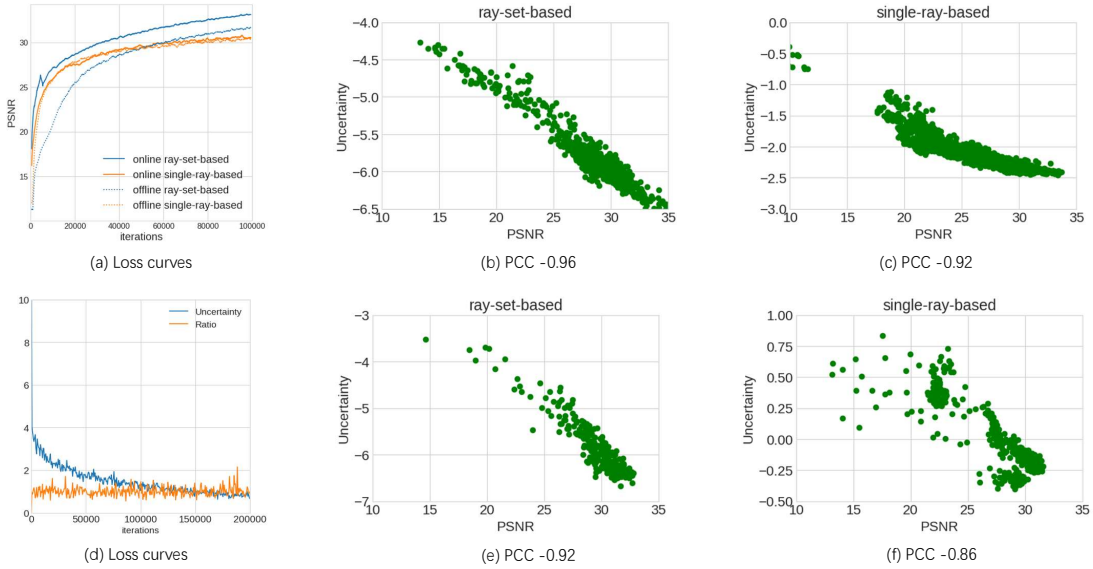 ray-set-based
single-ray-based
PSNR
30
25
20
15
0
20000
40000
60000
80000
100000
iterations
online ray-set-based
online single-ray-based
offline ray-set-based
offline single-ray-based
Uncertainty
−4.0
−4.5
−5.0
−5.5
−6.0
−6.5
10
15
20
25
30
35
PSNR
Uncertainty
0.0
−0.5
−1.0
−1.5
−2.0
−2.5
−3.0
10
15
20
25
30
35
PSNR
(a) Loss curves
(b) PCC -0.96
(c) PCC -0.92
10
8
6
4
2
0
0
50000
100000
150000
200000
iterations
Uncertainty
Ratio
ray-set-based
Uncertainty
−3
−4
−5
−6
−7
10
15
20
25
30
35
PSNR
single-ray-based
Uncertainty
1.00
0.75
0.50
0.25
0.00
−0.25
−0.50
10
15
20
25
30
35
PSNR
(d) Loss curves
(e) PCC -0.92
(f) PCC -0.86